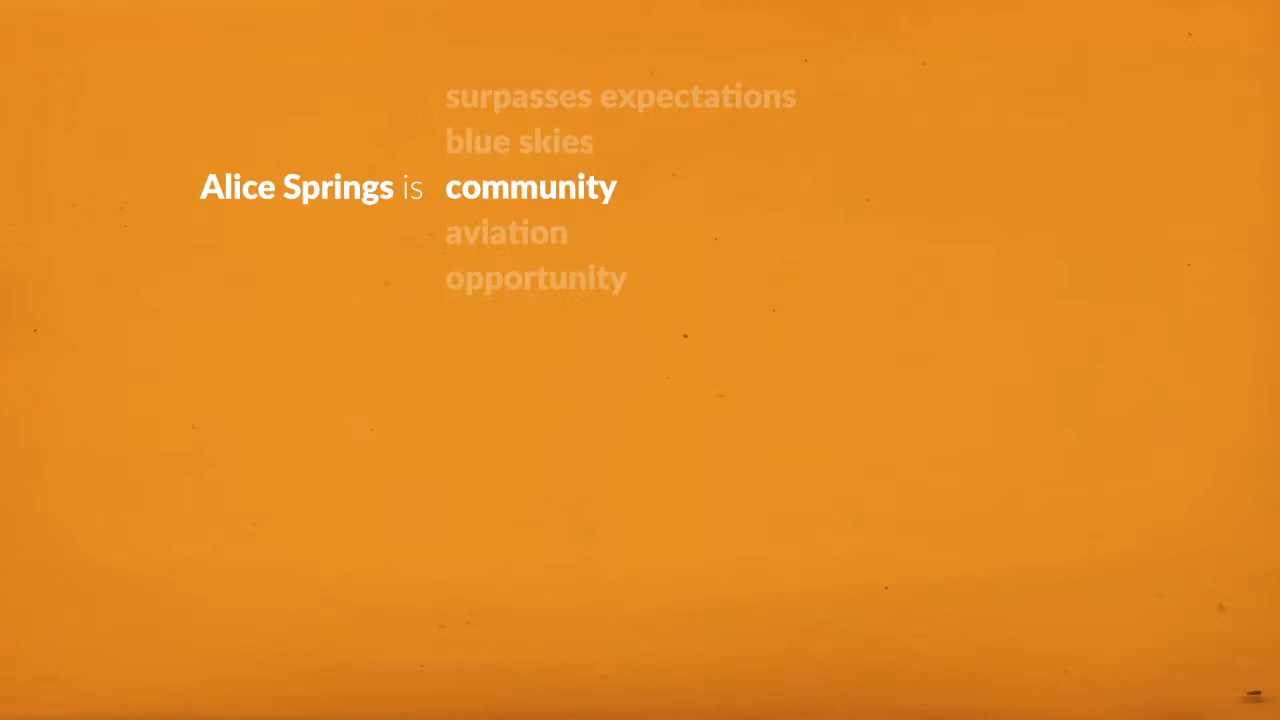 surpasses expectations
blue skies
Alice Springs is community
aviation
opportunity